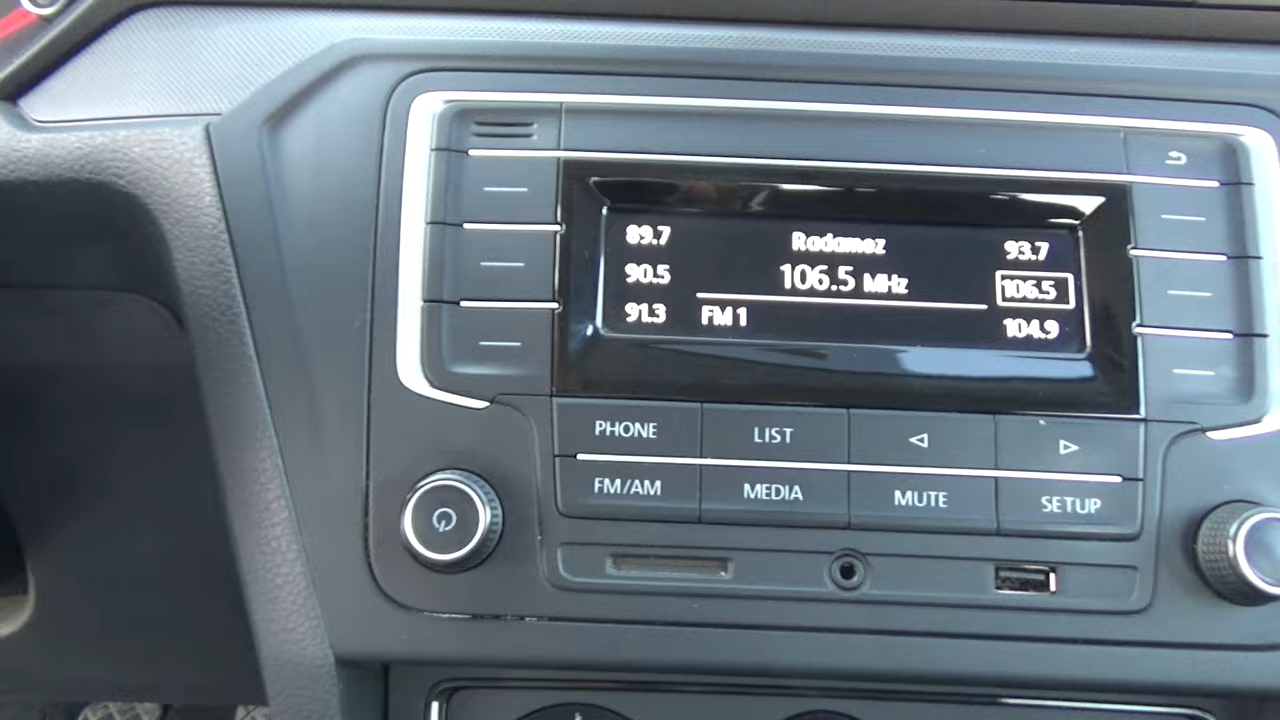 89.7 Radamez 93.7
90.5 106.5 MHz 106.5
91.3 FM 1 104.9
PHONE LIST
FM/AM MEDIA MUTE SETUP